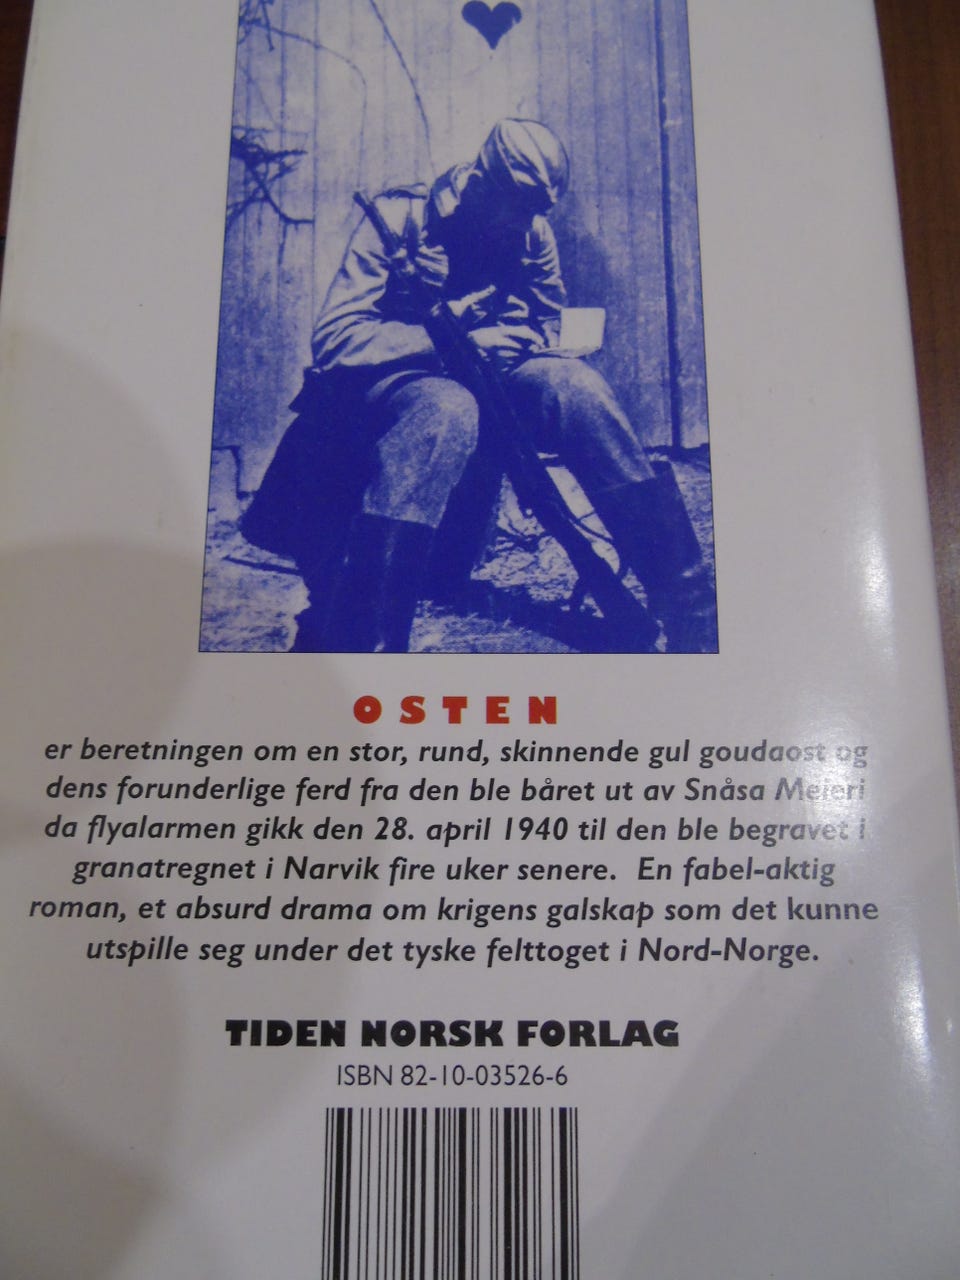 OSTEN
er beretningen om en stor, rund, skinnende gul goudaost og
dens forunderlige ferd fra den ble båret ut av Snåsa Meieri
da flyalarmen gikk den 28. april 1940 til den ble begravet i
granatregnet i Narvik fire uker senere. En fabel-aktig
roman, et absurd drama om krigens galskap som det kunne
utspille seg under det tyske felttoget i Nord-Norge.
TIDEN NORSK FORLAG
ISBN 82-10-03526-6